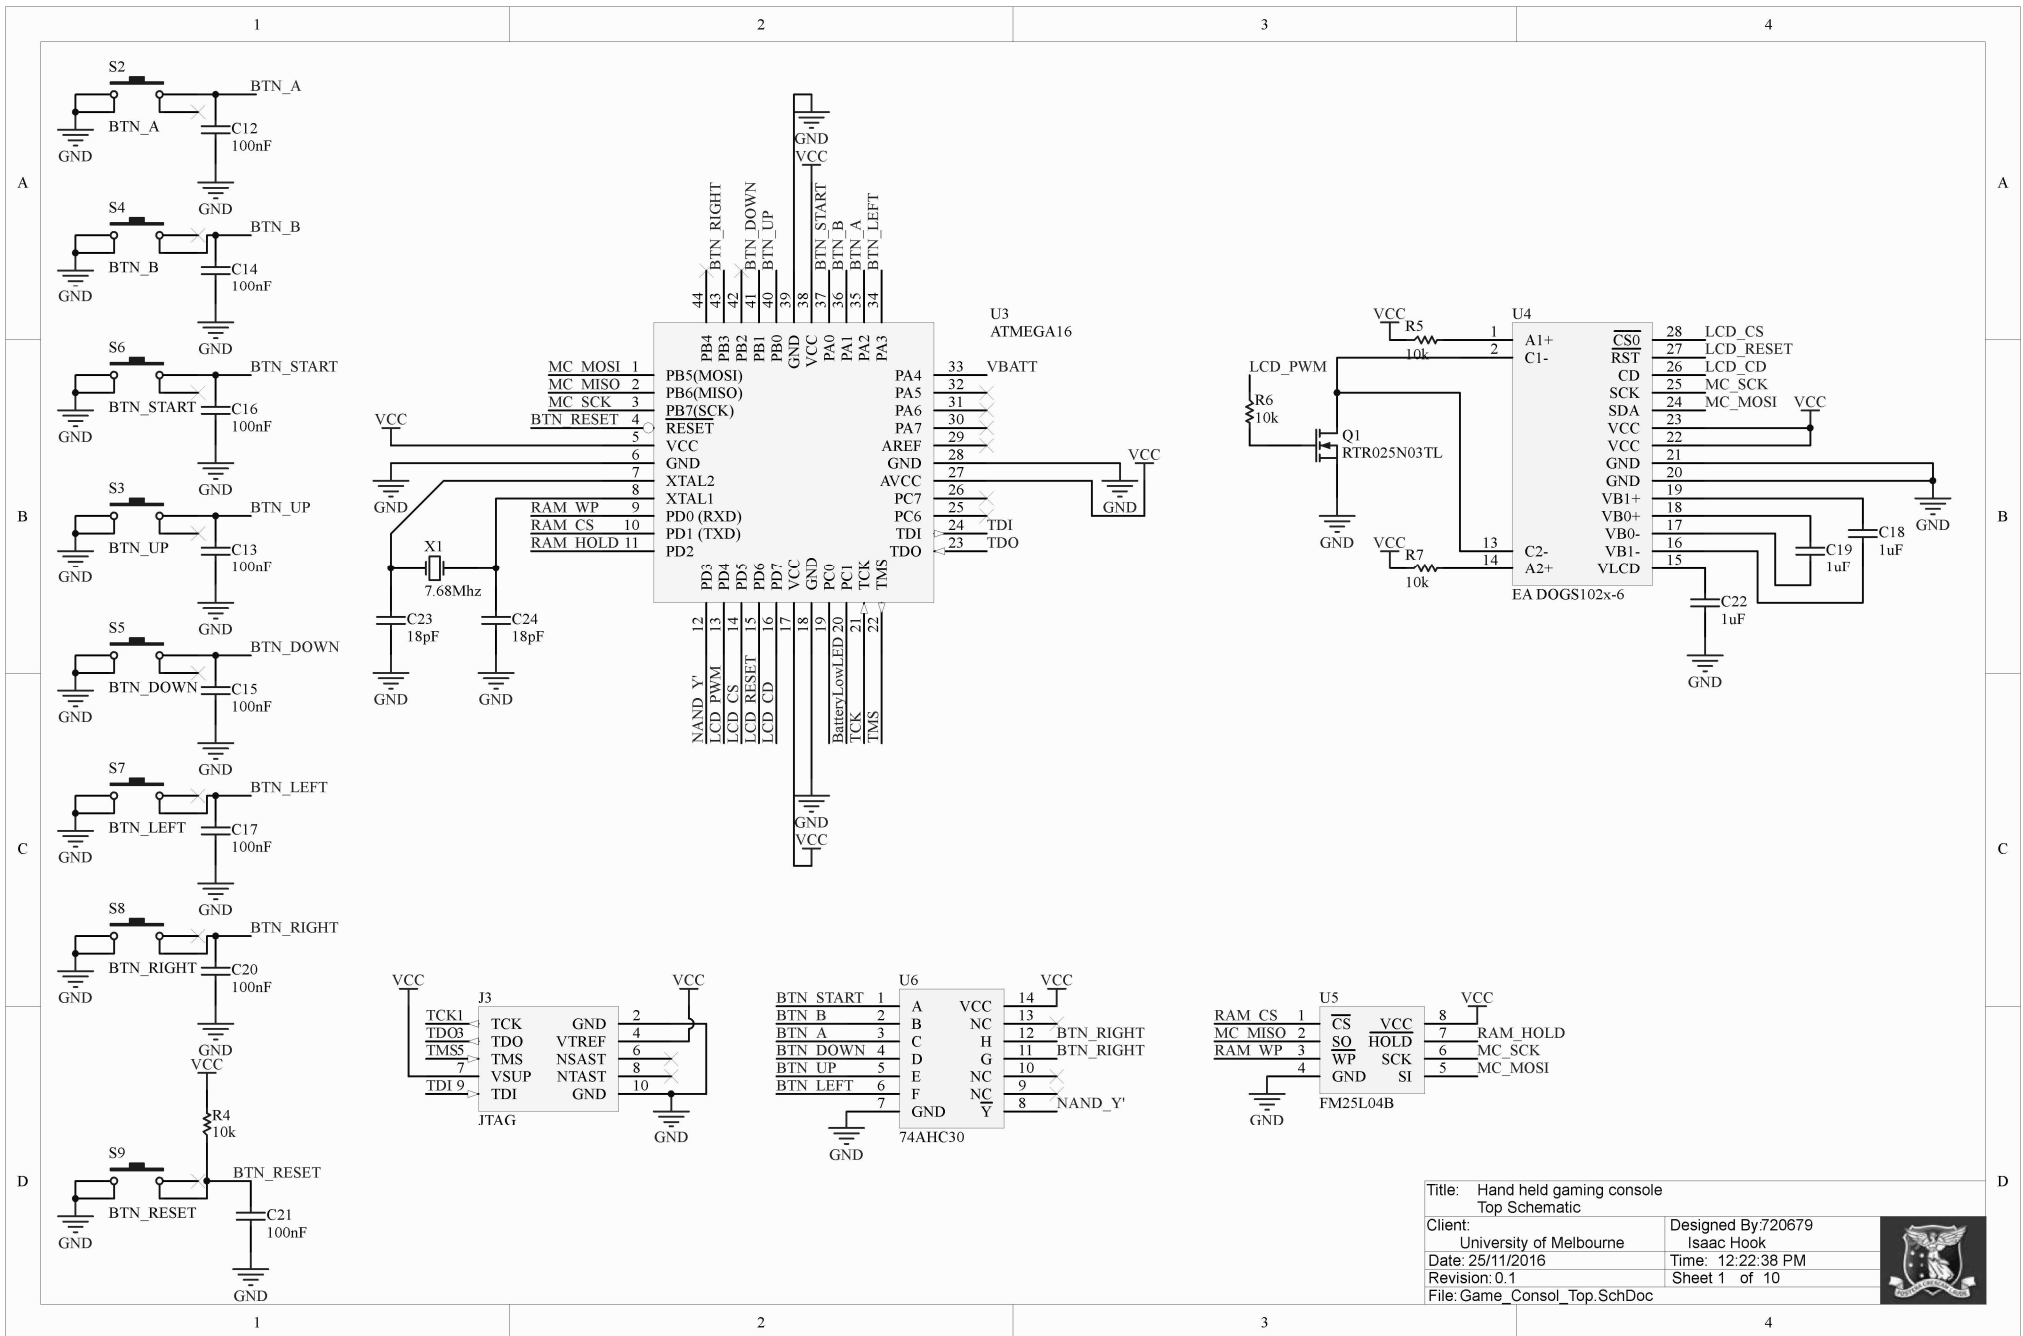 1 2 3 4
A
B
C
D
S2
BTN_A
BTN_A
C12
100nF
GND
GND
S4
BTN_B
BTN_B
C14
100nF
GND
GND
S6
BTN_START
BTN_START
C16
100nF
GND
GND
S3
BTN_UP
BTN_UP
C13
100nF
GND
GND
S5
BTN_DOWN
BTN_DOWN
C15
100nF
GND
GND
S7
BTN_LEFT
BTN_LEFT
C17
100nF
GND
GND
S8
BTN_RIGHT
BTN_RIGHT
C20
100nF
GND
GND
VCC
R4
10k
S9
BTN_RESET
BTN_RESET
C21
100nF
GND
GND
GND
VCC
BTN_RIGHT
BTN_DOWN
BTN_UP
BTN_START
BTN_B
BTN_A
BTN_LEFT
44 43 42 41 40 39 38 37 36 35 34
PB4 PB3 PB2 PB1 PB0 GND VCC PA0 PA1 PA2 PA3
U3
ATMEGA16
MC_MOSI 1 PB5(MOSI)
MC_MISO 2 PB6(MISO)
MC_SCK 3 PB7(SCK)
BTN_RESET 4 RESET
VCC 5 VCC
6 GND
GND 7 XTAL2
8 XTAL1
RAM_WP 9 PD0 (RXD)
RAM_CS 10 PD1 (TXD)
RAM_HOLD 11 PD2
PA4 33 VBATT
PA5 32
PA6 31
PA7 30
AREF 29
GND 28
AVCC 27
PC7 26
PC6 25
TDI 24 TDI
TDO 23 TDO
VCC
GND
X1
7.68Mhz
C23
18pF
C24
18pF
GND
GND
PD3 PD4 PD5 PD6 PD7 VCC GND PC0 PC1 TCK TMS
12 13 14 15 16 17 18 19 20 21 22
NAND_Y'
LCD_PWM
LCD_CS
LCD_RESET
LCD_CD
BatteryLowLED
TCK
TMS
GND
VCC
VCC
R5
10k
LCD_PWM
R6
10k
Q1
RTR025N03TL
GND
VCC
R7
10k
U4
1 A1+
2 C1-
13 C2-
14 A2+
CS0 28 LCD_CS
RST 27 LCD_RESET
CD 26 LCD_CD
SCK 25 MC_SCK
SDA 24 MC_MOSI
VCC 23
VCC 22
GND 21
GND 20
VB1+ 19
VB0+ 18
VB0- 17
VB1- 16
VLCD 15
EA DOGS102x-6
VCC
GND
C18
1uF
C19
1uF
C22
1uF
GND
VCC
VCC
J3
TCK 1 TCK
TDO 3 TDO
TMS 5 TMS
7 VSUP
TDI 9 TDI
GND 2
VTREF 4
NSAST 6
NTAST 8
GND 10
JTAG
GND
U6
BTN_START 1 A
BTN_B 2 B
BTN_A 3 C
BTN_DOWN 4 D
BTN_UP 5 E
BTN_LEFT 6 F
7 GND
VCC 14
NC 13
H 12 BTN_RIGHT
G 11 BTN_RIGHT
NC 10
NC 9
Y 8 NAND_Y'
VCC
74AHC30
GND
U5
RAM_CS 1 CS
MC_MISO 2 SO
RAM_WP 3 WP
4 GND
VCC 8
HOLD 7 RAM_HOLD
SCK 6 MC_SCK
SI 5 MC_MOSI
VCC
FM25L04B
GND
Title: Hand held gaming console
Top Schematic
Client:
University of Melbourne
Designed By:720679
Isaac Hook
Date: 25/11/2016
Time: 12:22:38 PM
Revision: 0.1
Sheet 1 of 10
File: Game_Consol_Top.SchDoc
A
B
C
D
1 2 3 4